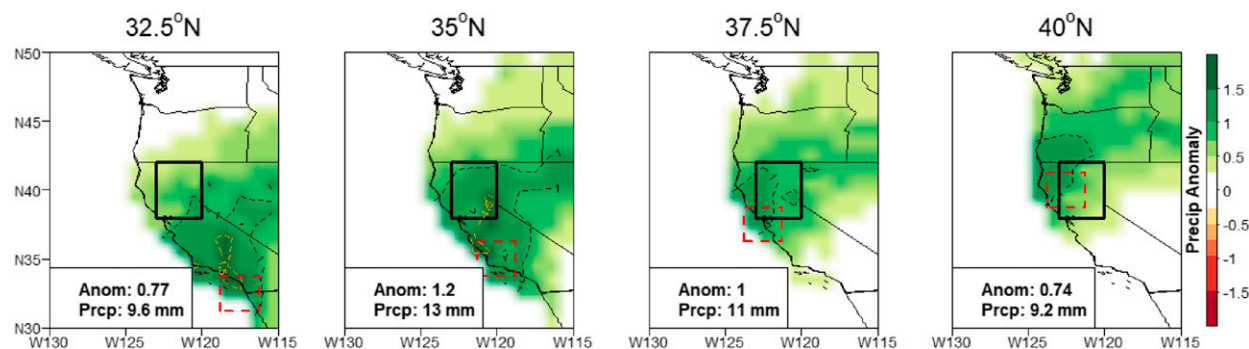 32.5°N
35°N
37.5°N
40°N
N50
N45
N40
N35
N30
Anom: 0.77
Prcp: 9.6 mm
Anom: 1.2
Prcp: 13 mm
Anom: 1
Prcp: 11 mm
Anom: 0.74
Prcp: 9.2 mm
W130 W125 W120 W115
W130 W125 W120 W115
W130 W125 W120 W115
W130 W125 W120 W115
1.5
1
0.5
0
-0.5
-1
-1.5
Precip Anomaly